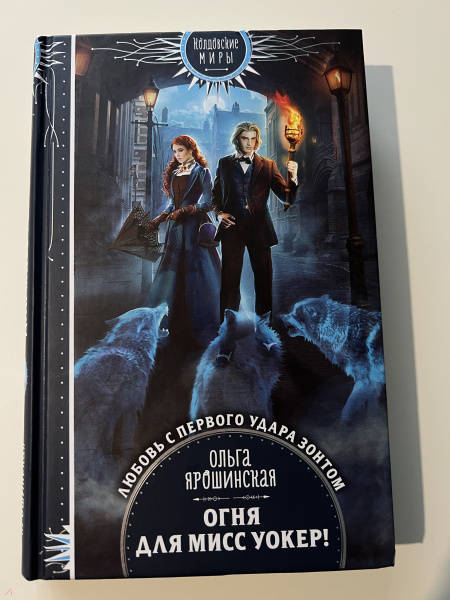 Колдовские
МИРЫ
ЛЮБОВЬ С ПЕРВОГО УДАРА ЗОНТОМ
ОЛЬГА
ЯРОШИНСКАЯ
ОГНЯ
ДЛЯ МИСС УОКЕР!